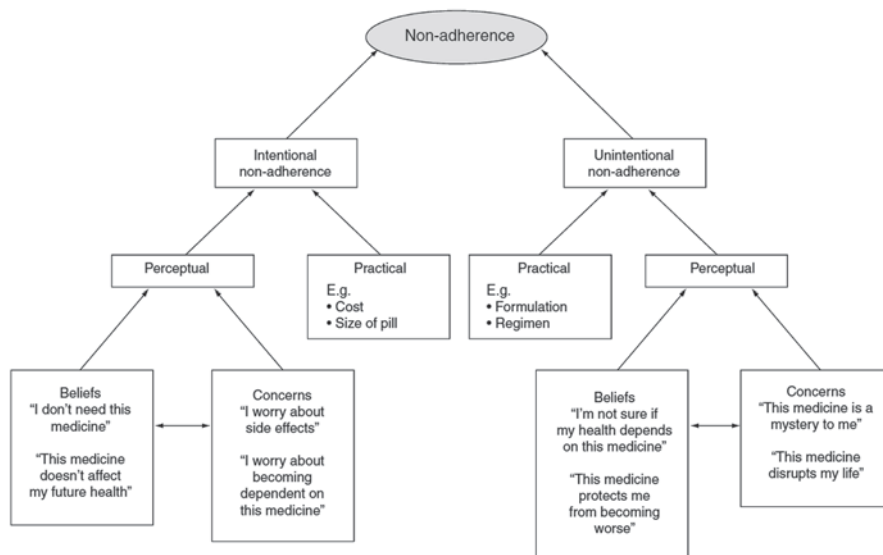 Non-adherence
Intentional
non-adherence
Unintentional
non-adherence
Perceptual
Practical
E.g.
• Cost
• Size of pill
Practical
E.g.
• Formulation
• Regimen
Perceptual
Beliefs
“I don’t need this
medicine”
“This medicine
doesn’t affect
my future health”
Concerns
“I worry about
side effects”
“I worry about
becoming
dependent on
this medicine”
Beliefs
“I’m not sure if
my health depends
on this medicine”
“This medicine
protects me
from becoming
worse”
Concerns
“This medicine is a
mystery to me”
“This medicine
disrupts my life”